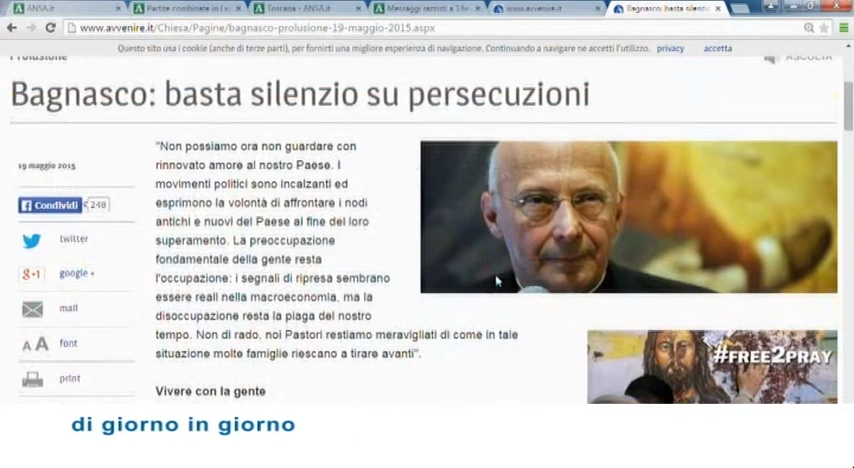 ANSA.it
Partite combinate in Le
Toscana - ANSA.it
Messaggi razzisti a 14e
www.avvenire.it
Bagnasco: basta silenzi
www.avvenire.it/Chiesa/Pagine/bagnasco-prolusione-19-maggio-2015.aspx
Questo sito usa i cookie (anche di terze parti), per fornirti una migliore esperienza di navigazione. Continuando a navigare ne accetti l'utilizzo. privacy accetta
Prolusione
ASCOLTA
Bagnasco: basta silenzio su persecuzioni
19 maggio 2015
Condividi 248
twitter
g+1 google +
mail
A A font
print
"Non possiamo ora non guardare con
rinnovato amore al nostro Paese. I
movimenti politici sono incalzanti ed
esprimono la volontà di affrontare i nodi
antichi e nuovi del Paese al fine del loro
superamento. La preoccupazione
fondamentale della gente resta
l'occupazione: i segnali di ripresa sembrano
essere reali nella macroeconomia, ma la
disoccupazione resta la piaga del nostro
tempo. Non di rado, noi Pastori restiamo meravigliati di come in tale
situazione molte famiglie riescano a tirare avanti".
Vivere con la gente
#FREE2PRAY
di giorno in giorno